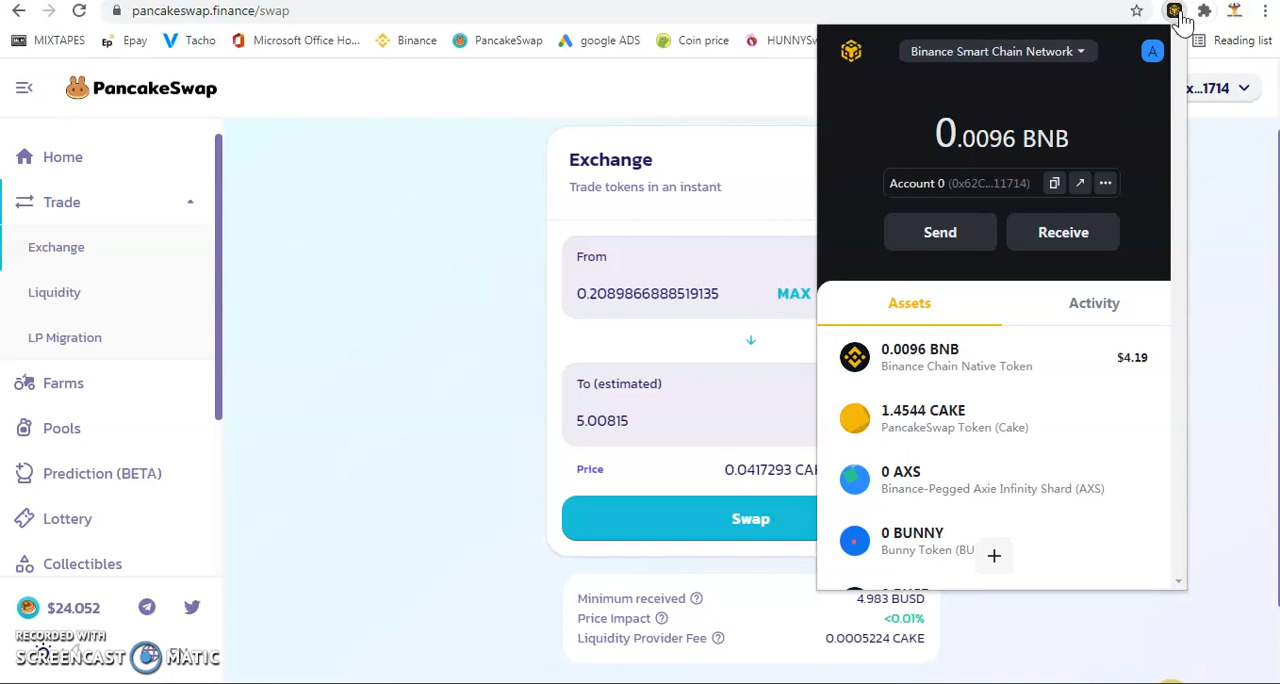 pancakeswap.finance/swap
MIXTAPES
Epay
Tacho
Microsoft Office Ho...
Binance
PancakeSwap
google ADS
Coin price
HUNNYSw
Reading list
PancakeSwap
x...1714
Home
Trade
Exchange
Liquidity
LP Migration
Farms
Pools
Prediction (BETA)
Lottery
Collectibles
$24.052
RECORDED WITH
SCREENCAST MATIC
Exchange
Trade tokens in an instant
From
0.2089866888519135
MAX
To (estimated)
5.00815
Price
0.0417293 CAK
Swap
Minimum received
4.983 BUSD
Price Impact
<0.01%
Liquidity Provider Fee
0.0005224 CAKE
Binance Smart Chain Network
A
0.0096 BNB
Account 0 (0x62C...11714)
Send
Receive
Assets
Activity
0.0096 BNB
Binance Chain Native Token
$4.19
1.4544 CAKE
PancakeSwap Token (Cake)
0 AXS
Binance-Pegged Axie Infinity Shard (AXS)
0 BUNNY
Bunny Token (BU